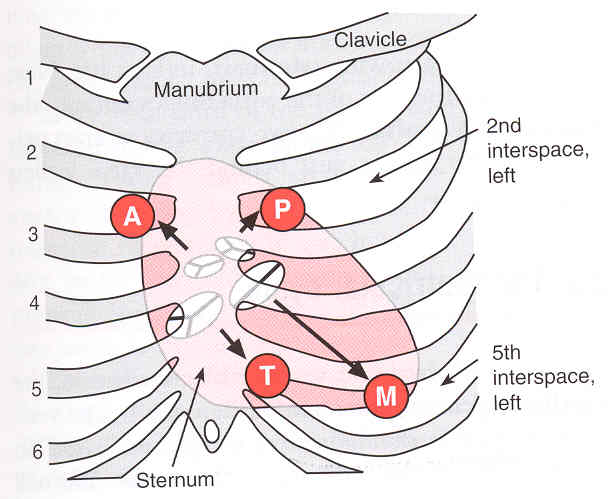 Clavicle
Manubrium
1
2
3
4
5
6
A
P
T
M
2nd
interspace,
left
5th
interspace,
left
Sternum